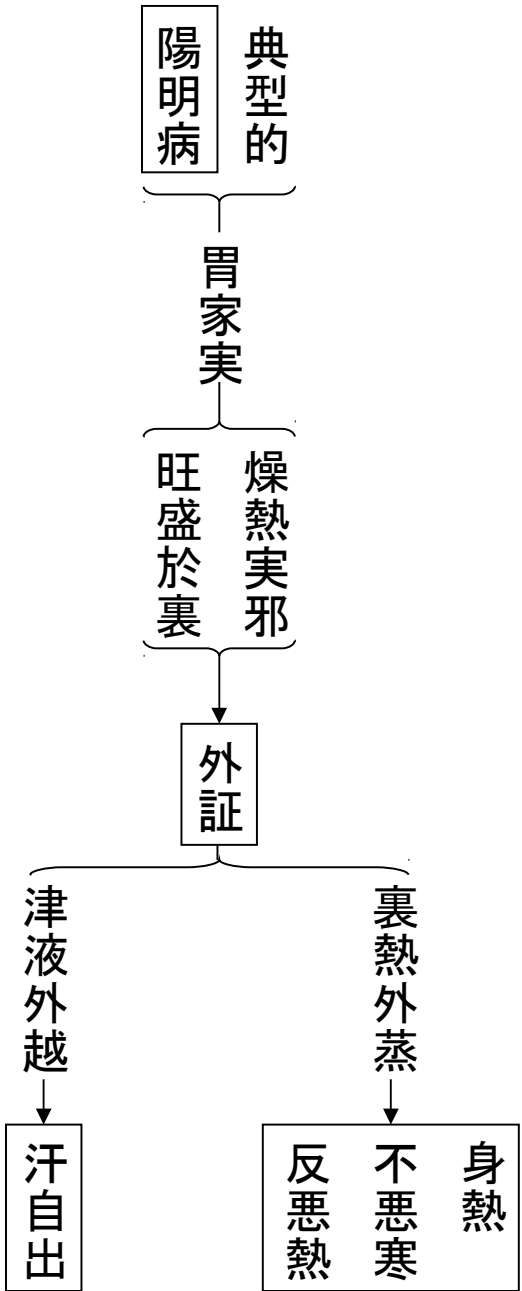 典型的
陽明病
胃家実
燥熱実邪
旺盛於裏
外証
裏熱外蒸
津液外越
身熱
不悪寒
反悪熱
汗自出